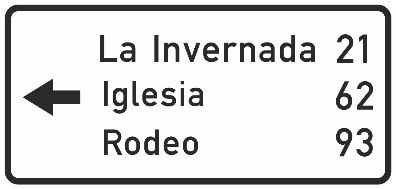 La Invernada 21
Iglesia 62
Rodeo 93